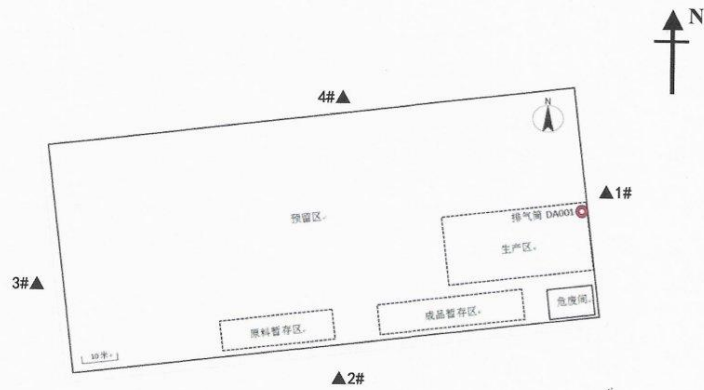 N
4#▲
N
▲1#
排气筒 DA001
预留区
生产区
3#▲
危废间
成品暂存区
原料暂存区
10米
▲2#